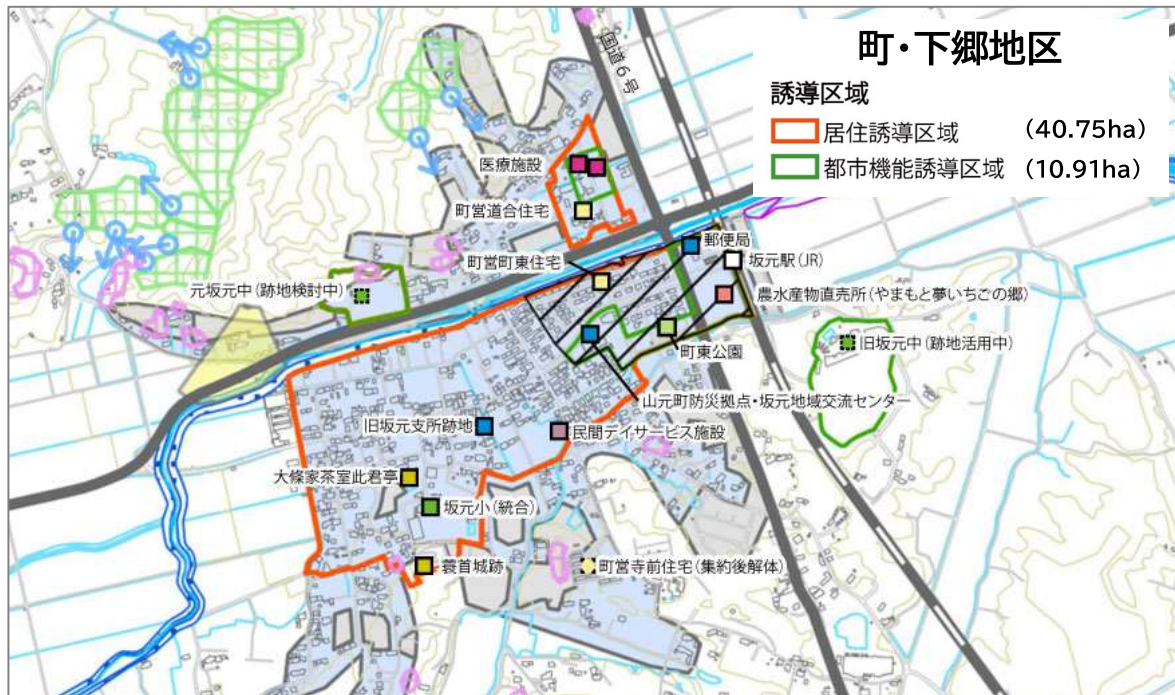 町・下郷地区
誘導区域
居住誘導区域 (40.75ha)
都市機能誘導区域 (10.91ha)
国道6号
医療施設
町営道合住宅
町営町東住宅
郵便局
坂元駅(JR)
農水産物直売所(やまもと夢いちごの郷)
元坂元中(跡地検討中)
町東公園
旧坂元中(跡地活用中)
山元町防災拠点・坂元地域交流センター
旧坂元支所跡地
民間デイサービス施設
大條家茶室此君亭
坂元小(統合)
蓑首城跡
町営寺前住宅(集約後解体)